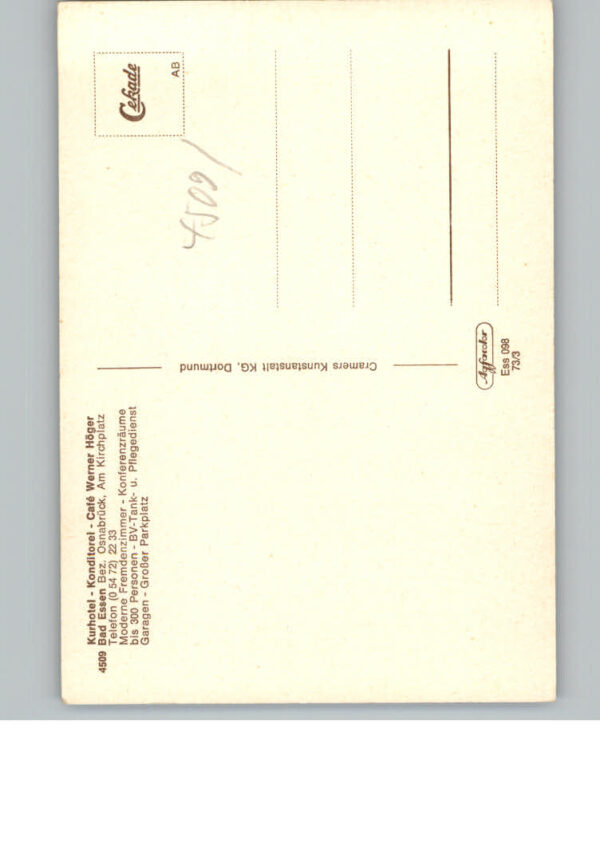 Kurhotel - Konditorei - Café Werner Höger
4509 Bad Essen Bez. Osnabrück, Am Kirchplatz
Telefon (0 54 72) 22 33
Moderne Fremdenzimmer - Konferenzräume
bis 300 Personen - BV-Tank- u. Pflegedienst
Garagen - Großer Parkplatz
Cramers Kunstanstalt KG, Dortmund
Cekade
AB
4509/
Agfacolor
Ess 098
73/3